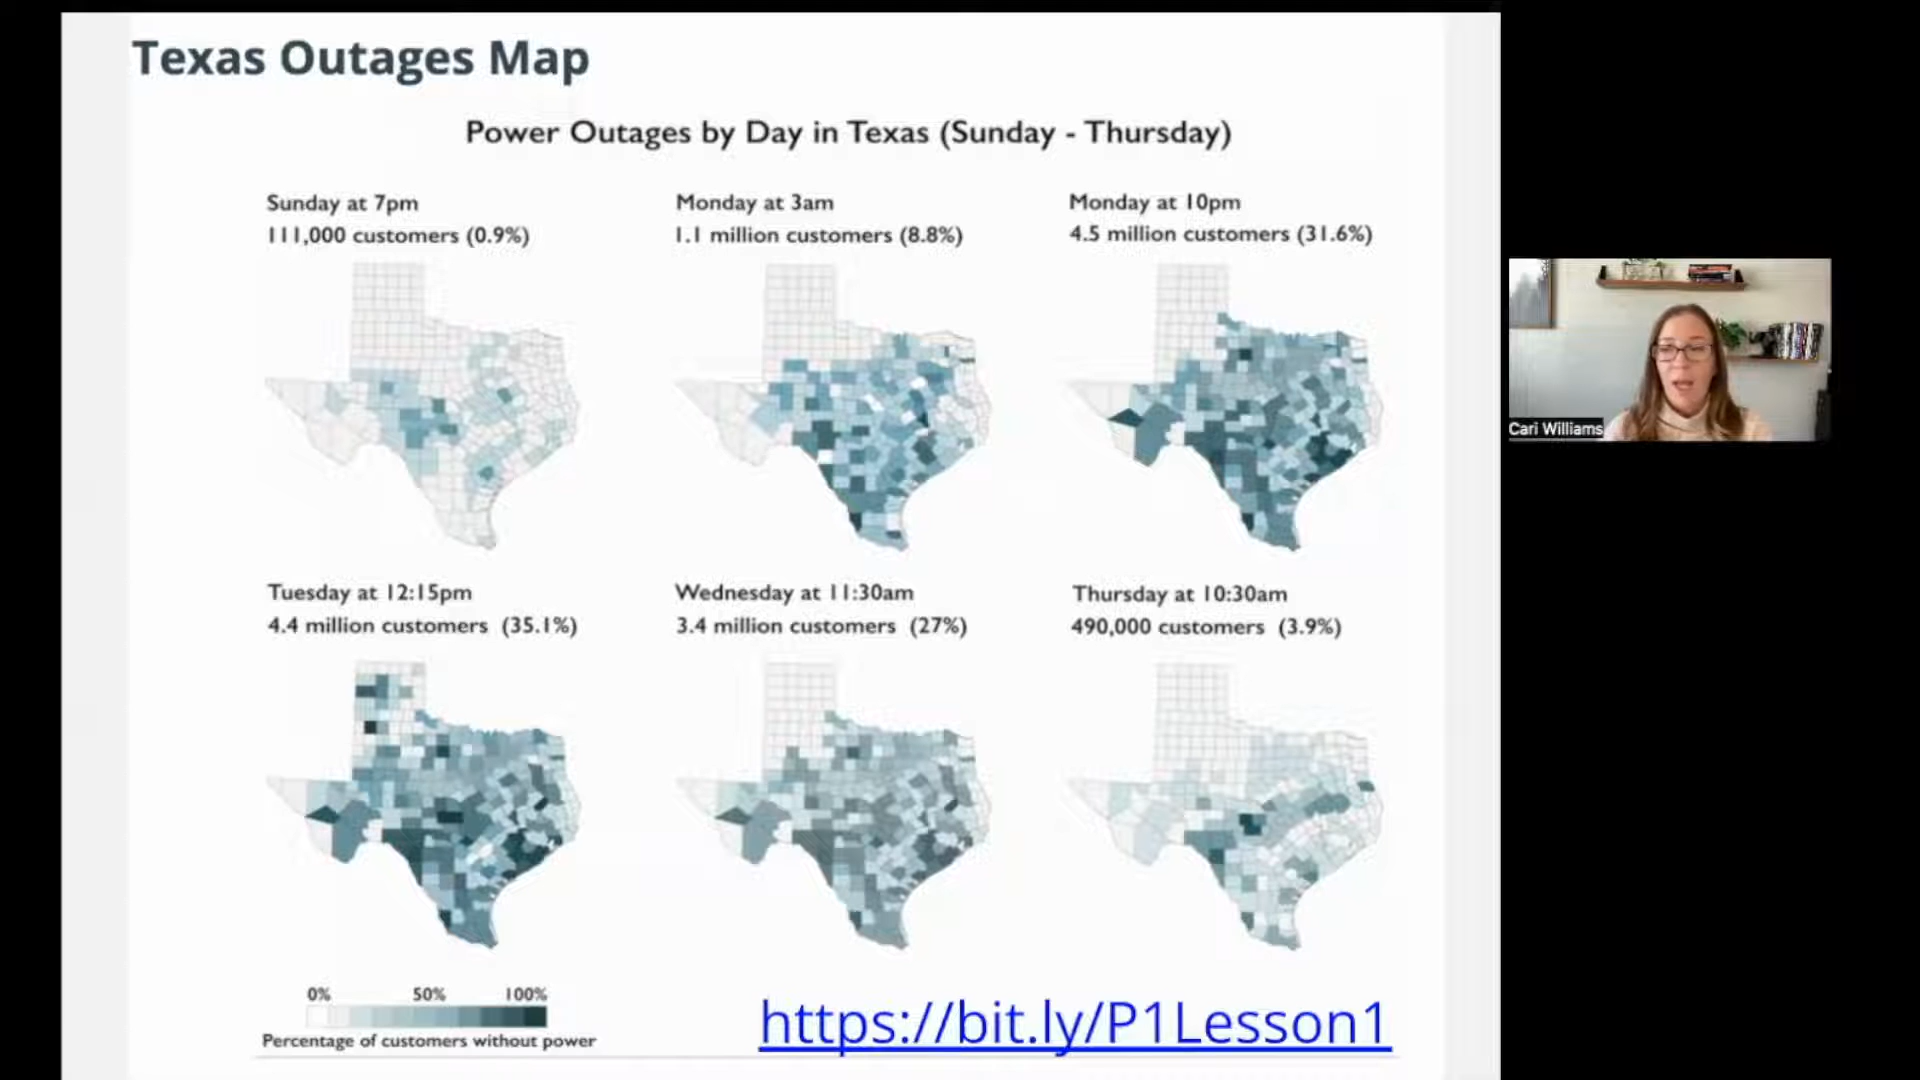 Texas Outages Map
Power Outages by Day in Texas (Sunday - Thursday)
Sunday at 7pm
111,000 customers (0.9%)
Monday at 3am
1.1 million customers (8.8%)
Monday at 10pm
4.5 million customers (31.6%)
Cari Williams
Tuesday at 12:15pm
4.4 million customers (35.1%)
Wednesday at 11:30am
3.4 million customers (27%)
Thursday at 10:30am
490,000 customers (3.9%)
0% 50% 100%
Percentage of customers without power
https://bit.ly/P1Lesson1